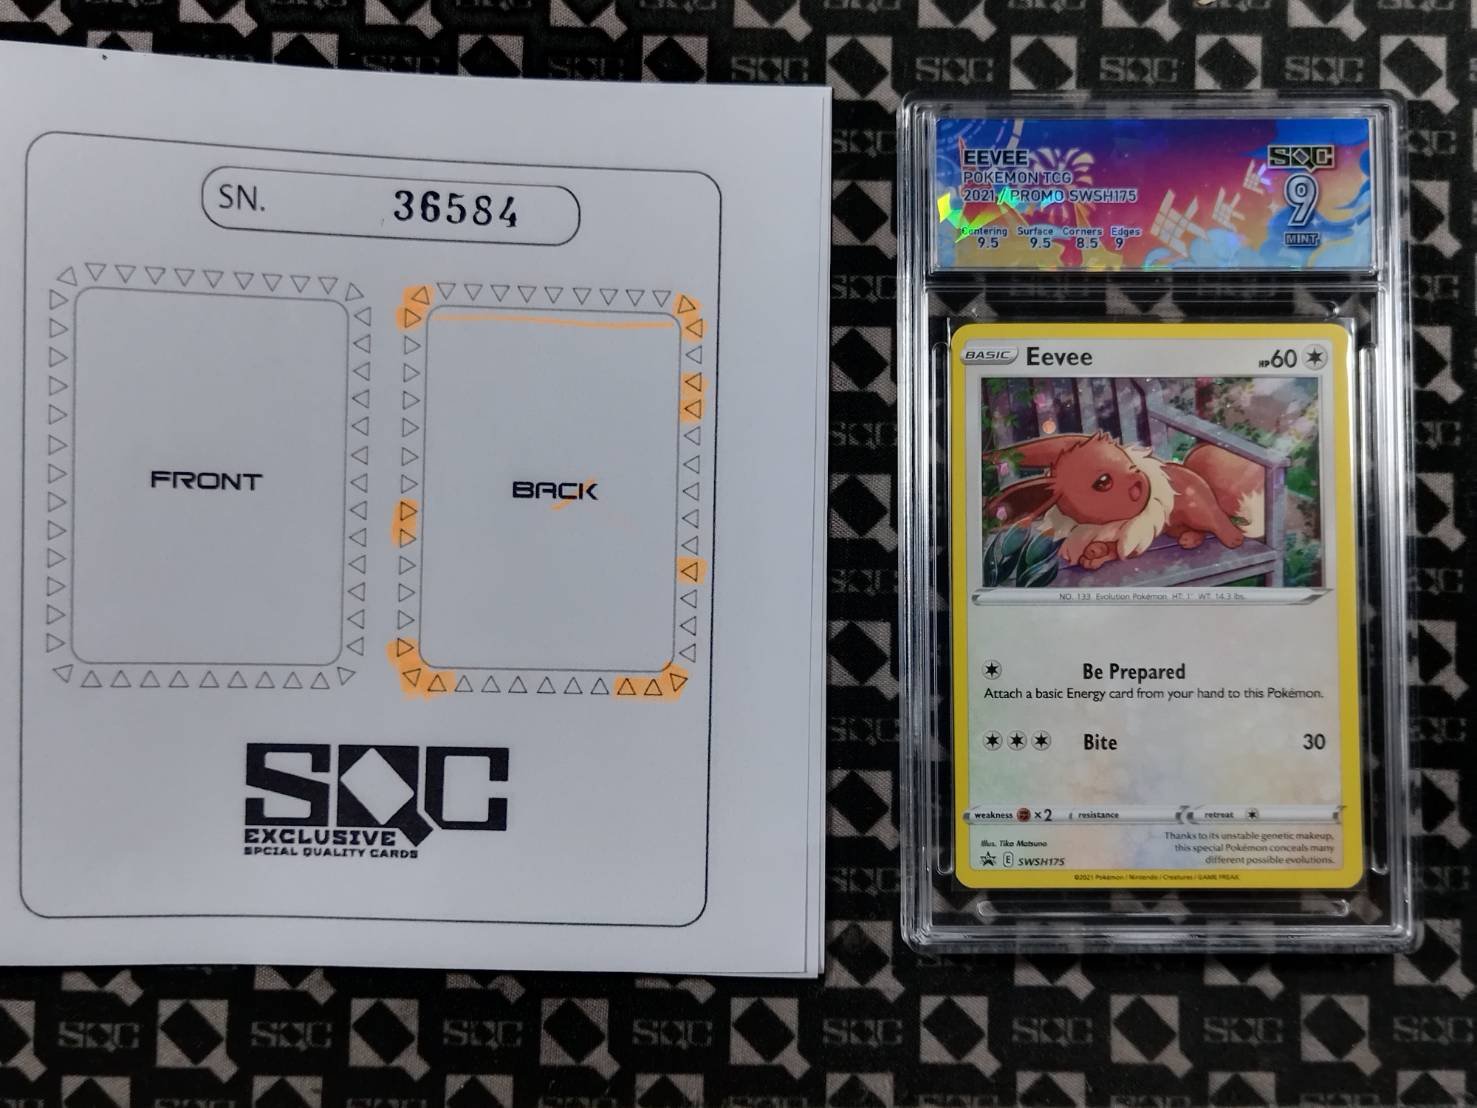 SN. 36584
FRONT
BACK
SQC
EXCLUSIVE
SPCIAL QUALITY CARDS
EEVEE
POKEMON TCG
2021 / PROMO SWSH175
Centering Surface Corners Edges
9.5 9.5 8.5 9
SQC
9
MINT
BASIC Eevee HP60
NO. 133 Evolution Pokémon HT: 1' WT: 14.3 lbs.
Be Prepared
Attach a basic Energy card from your hand to this Pokémon.
Bite 30
weakness ×2 resistance retreat
Illus. Tika Matsuno
E SWSH175
Thanks to its unstable genetic makeup,
this special Pokémon conceals many
different possible evolutions.
©2021 Pokémon / Nintendo / Creatures / GAME FREAK